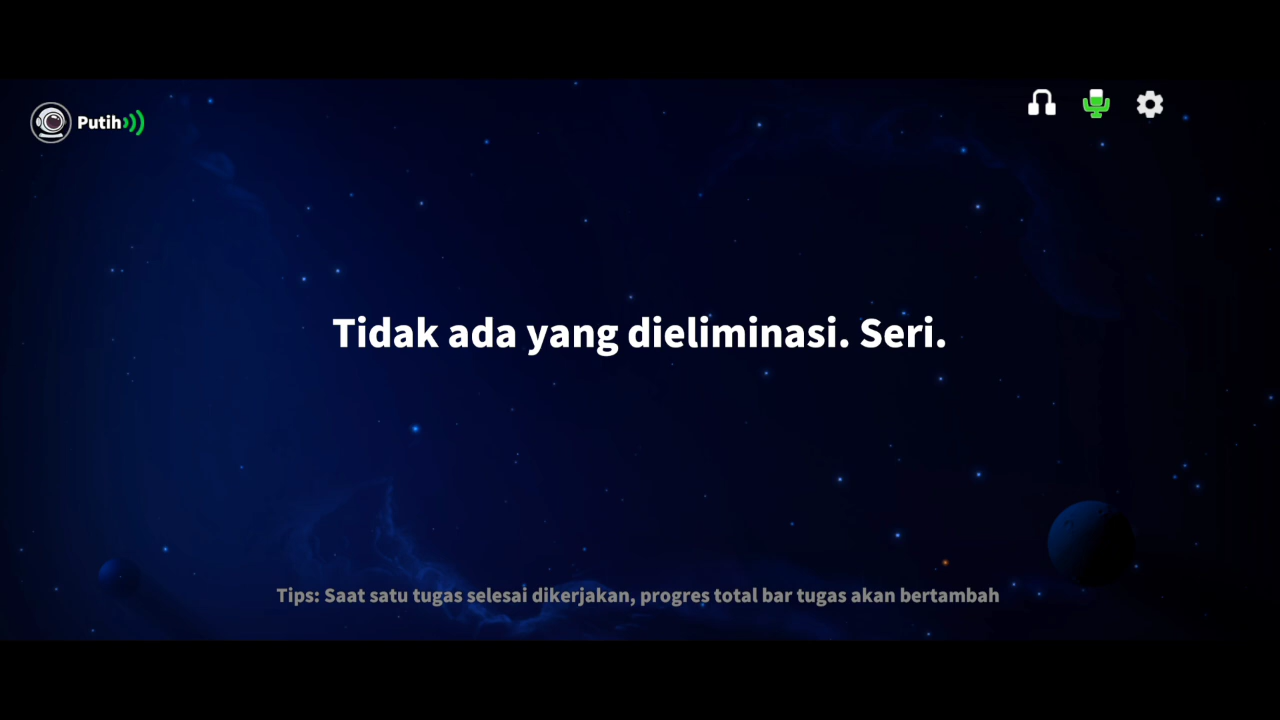 Putih
Tidak ada yang dieliminasi. Seri.
Tips: Saat satu tugas selesai dikerjakan, progres total bar tugas akan bertambah